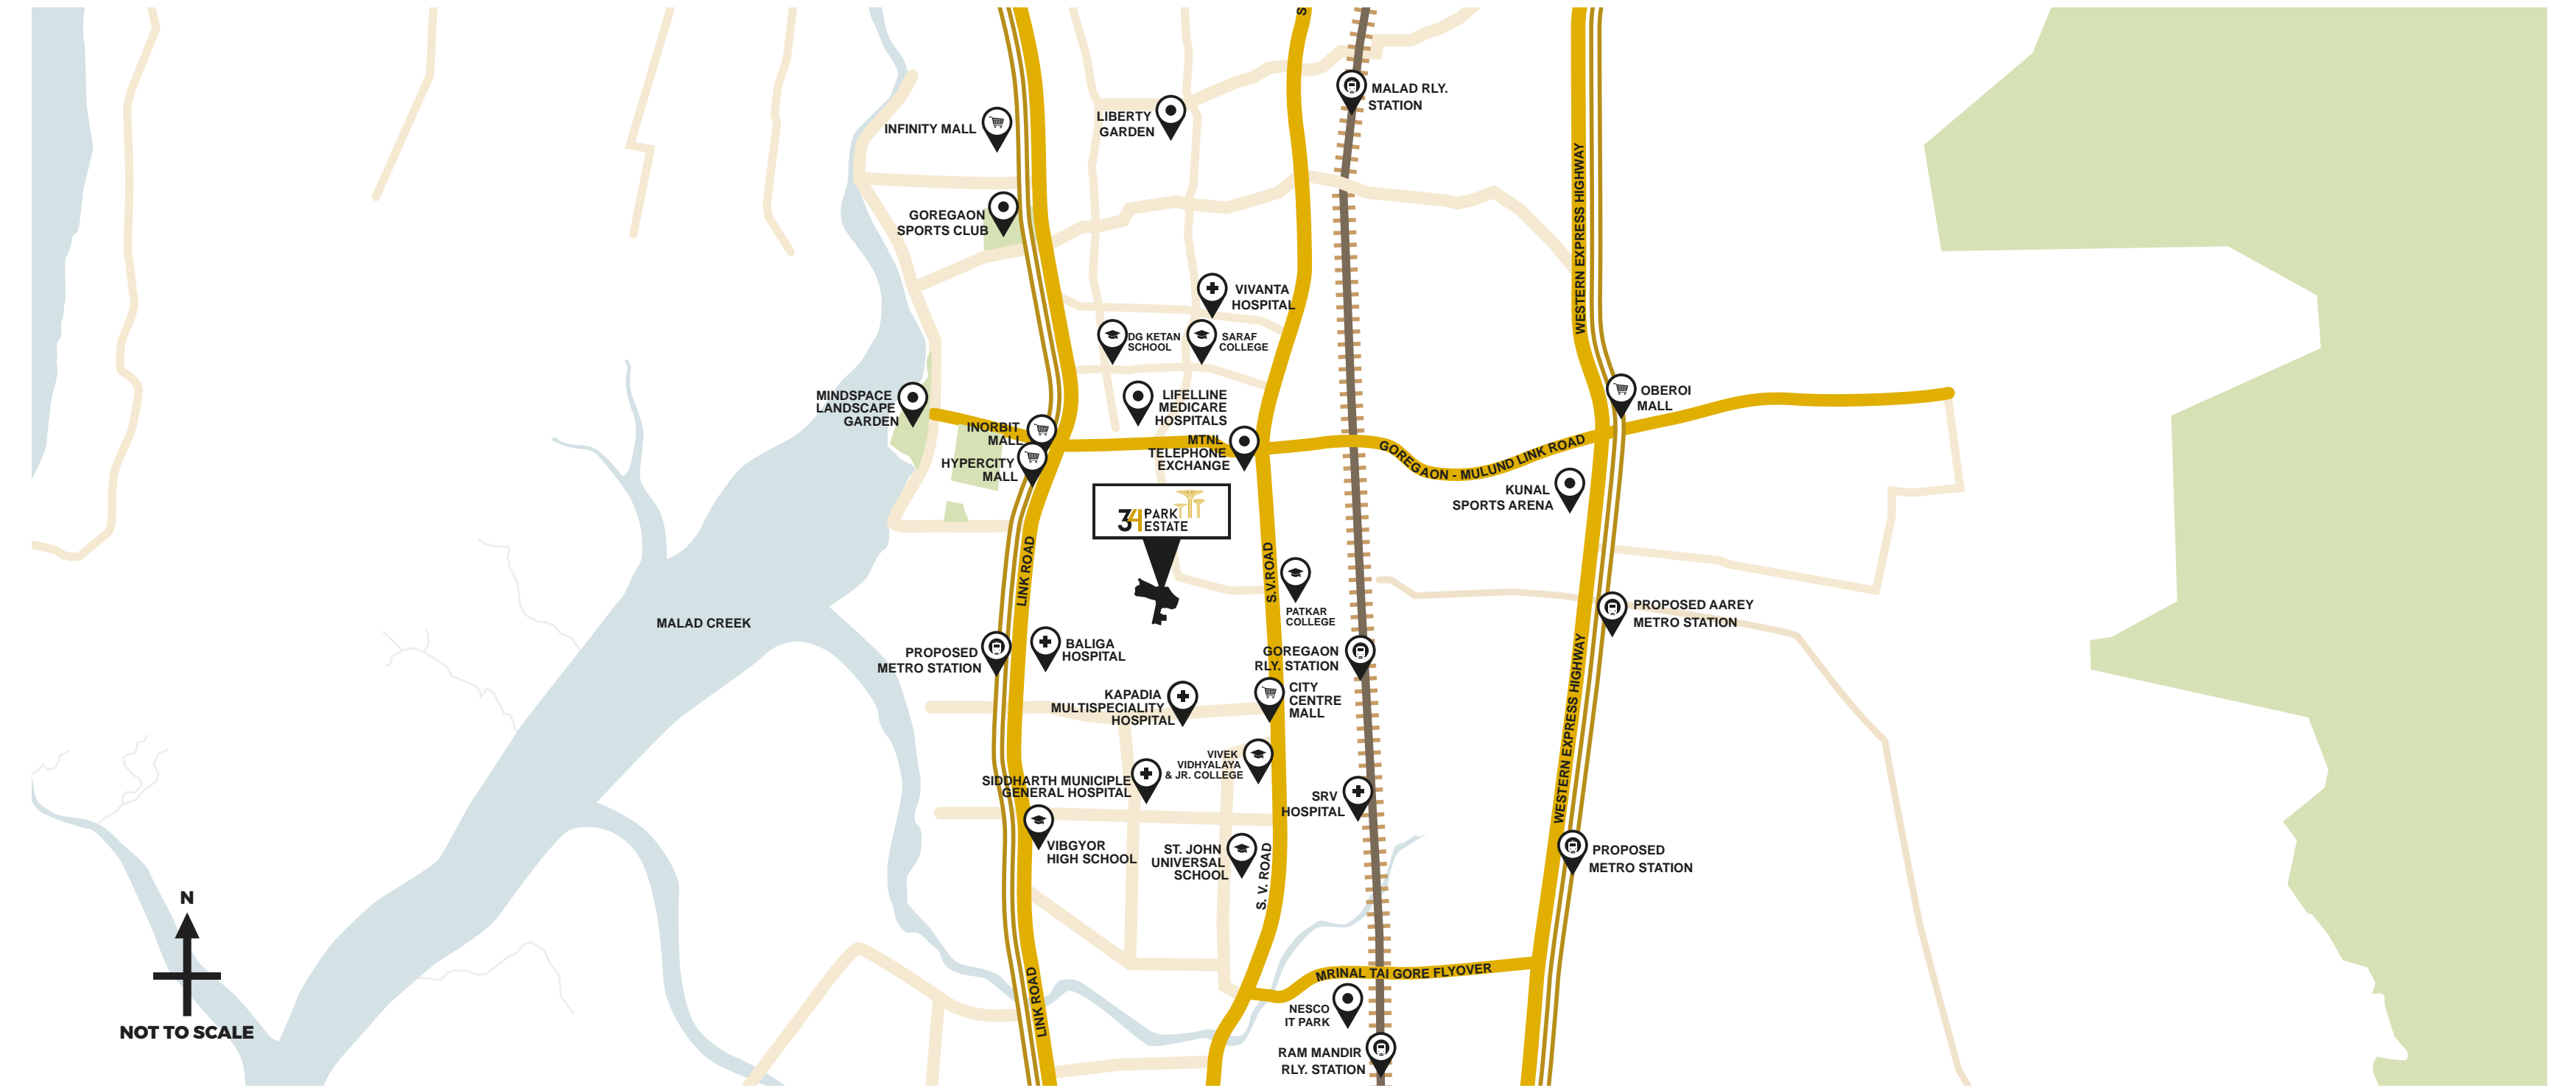 S
MALAD RLY.
STATION
INFINITY MALL
LIBERTY
GARDEN
GOREGAON
SPORTS CLUB
WESTERN EXPRESS HIGHWAY
VIVANTA
HOSPITAL
DG KETAN
SCHOOL
SARAF
COLLEGE
MINDSPACE
LANDSCAPE
GARDEN
LIFELLINE
MEDICARE
HOSPITALS
OBEROI
MALL
INORBIT
MALL
MTNL
TELEPHONE
EXCHANGE
GOREGAON - MULUND LINK ROAD
HYPERCITY
MALL
KUNAL
SPORTS ARENA
34 PARK
ESTATE
LINK ROAD
S.V.ROAD
PATKAR
COLLEGE
PROPOSED AAREY
METRO STATION
MALAD CREEK
PROPOSED
METRO STATION
BALIGA
HOSPITAL
GOREGAON
RLY. STATION
WESTERN EXPRESS HIGHWAY
KAPADIA
MULTISPECIALITY
HOSPITAL
CITY
CENTRE
MALL
VIVEK
VIDHYALAYA
& JR. COLLEGE
SIDDHARTH MUNICIPLE
GENERAL HOSPITAL
SRV
HOSPITAL
VIBGYOR
HIGH SCHOOL
ST. JOHN
UNIVERSAL
SCHOOL
S. V. ROAD
PROPOSED
METRO STATION
N
NOT TO SCALE
LINK ROAD
MRINAL TAI GORE FLYOVER
NESCO
IT PARK
RAM MANDIR
RLY. STATION